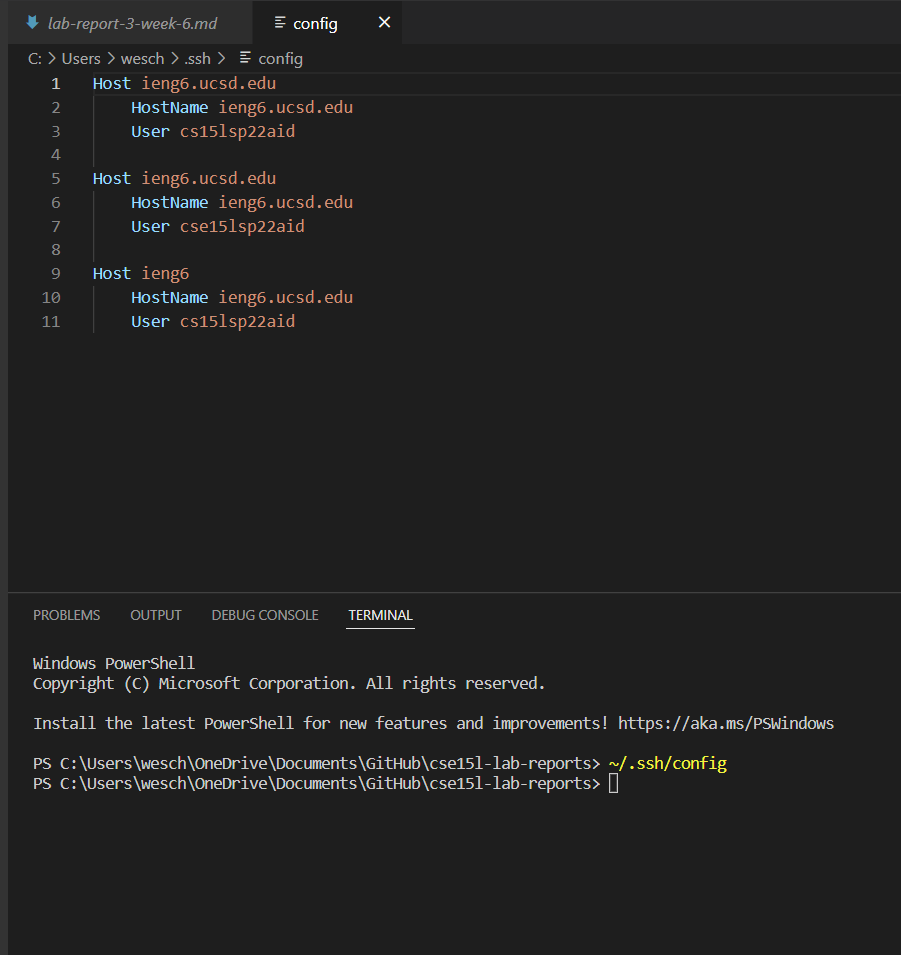 lab-report-3-week-6.md config
C: > Users > wesch > .ssh > config
1 Host ieng6.ucsd.edu
2 HostName ieng6.ucsd.edu
3 User cs15lsp22aid
4
5 Host ieng6.ucsd.edu
6 HostName ieng6.ucsd.edu
7 User cse15lsp22aid
8
9 Host ieng6
10 HostName ieng6.ucsd.edu
11 User cs15lsp22aid
PROBLEMS OUTPUT DEBUG CONSOLE TERMINAL
Windows PowerShell
Copyright (C) Microsoft Corporation. All rights reserved.
Install the latest PowerShell for new features and improvements! https://aka.ms/PSWindows
PS C:\Users\wesch\OneDrive\Documents\GitHub\cse15l-lab-reports> ~/.ssh/config
PS C:\Users\wesch\OneDrive\Documents\GitHub\cse15l-lab-reports>